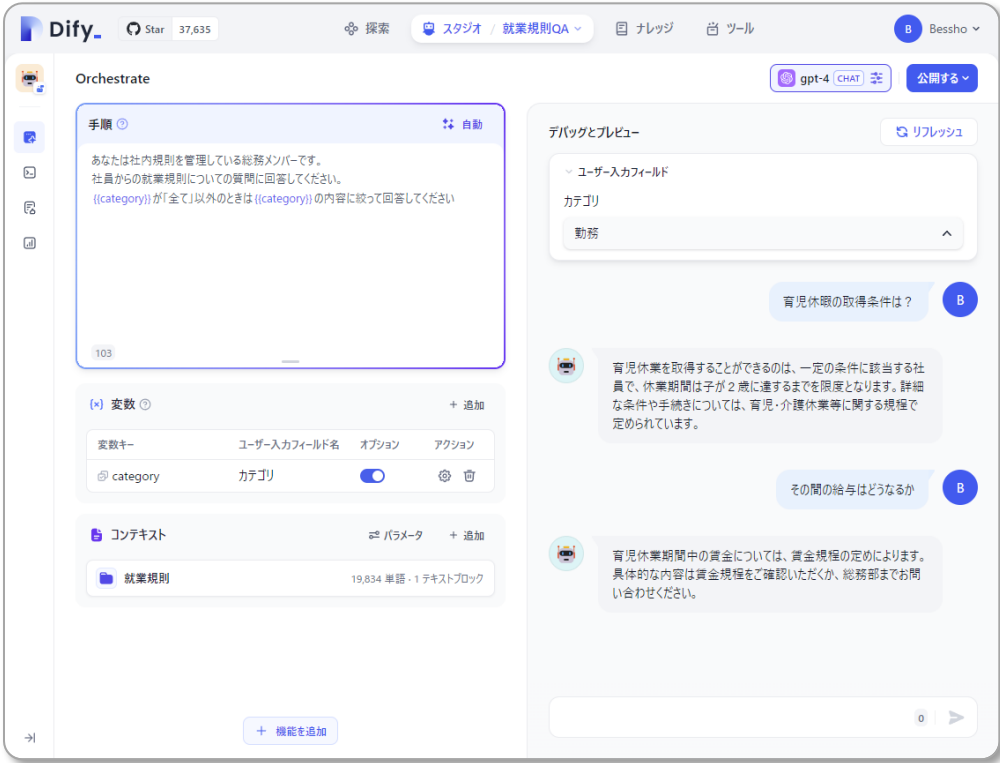 Dify_
Star 37,635
探索
スタジオ / 就業規則QA
ナレッジ
ツール
B Bessho
Orchestrate
gpt-4 CHAT
公開する
手順
自動
あなたは社内規則を管理している総務メンバーです。
社員からの就業規則についての質問に回答してください。
{{category}}が「全て」以外のときは{{category}}の内容に絞って回答してください
103
{x} 変数
+ 追加
変数キー ユーザー入力フィールド名 オプション アクション
category カテゴリ
コンテキスト
パラメータ
+ 追加
就業規則
19,834 単語・1 テキストブロック
+ 機能を追加
デバッグとプレビュー
リフレッシュ
ユーザー入力フィールド
カテゴリ
勤務
育児休暇の取得条件は？
B
育児休業を取得することができるのは、一定の条件に該当する社
員で、休業期間は子が２歳に達するまでを限度となります。詳細
な条件や手続きについては、育児・介護休業等に関する規程で
定められています。
その間の給与はどうなるか
B
育児休業期間中の賃金については、賃金規程の定めによります。
具体的な内容は賃金規程をご確認いただくか、総務部までお問
い合わせください。
0